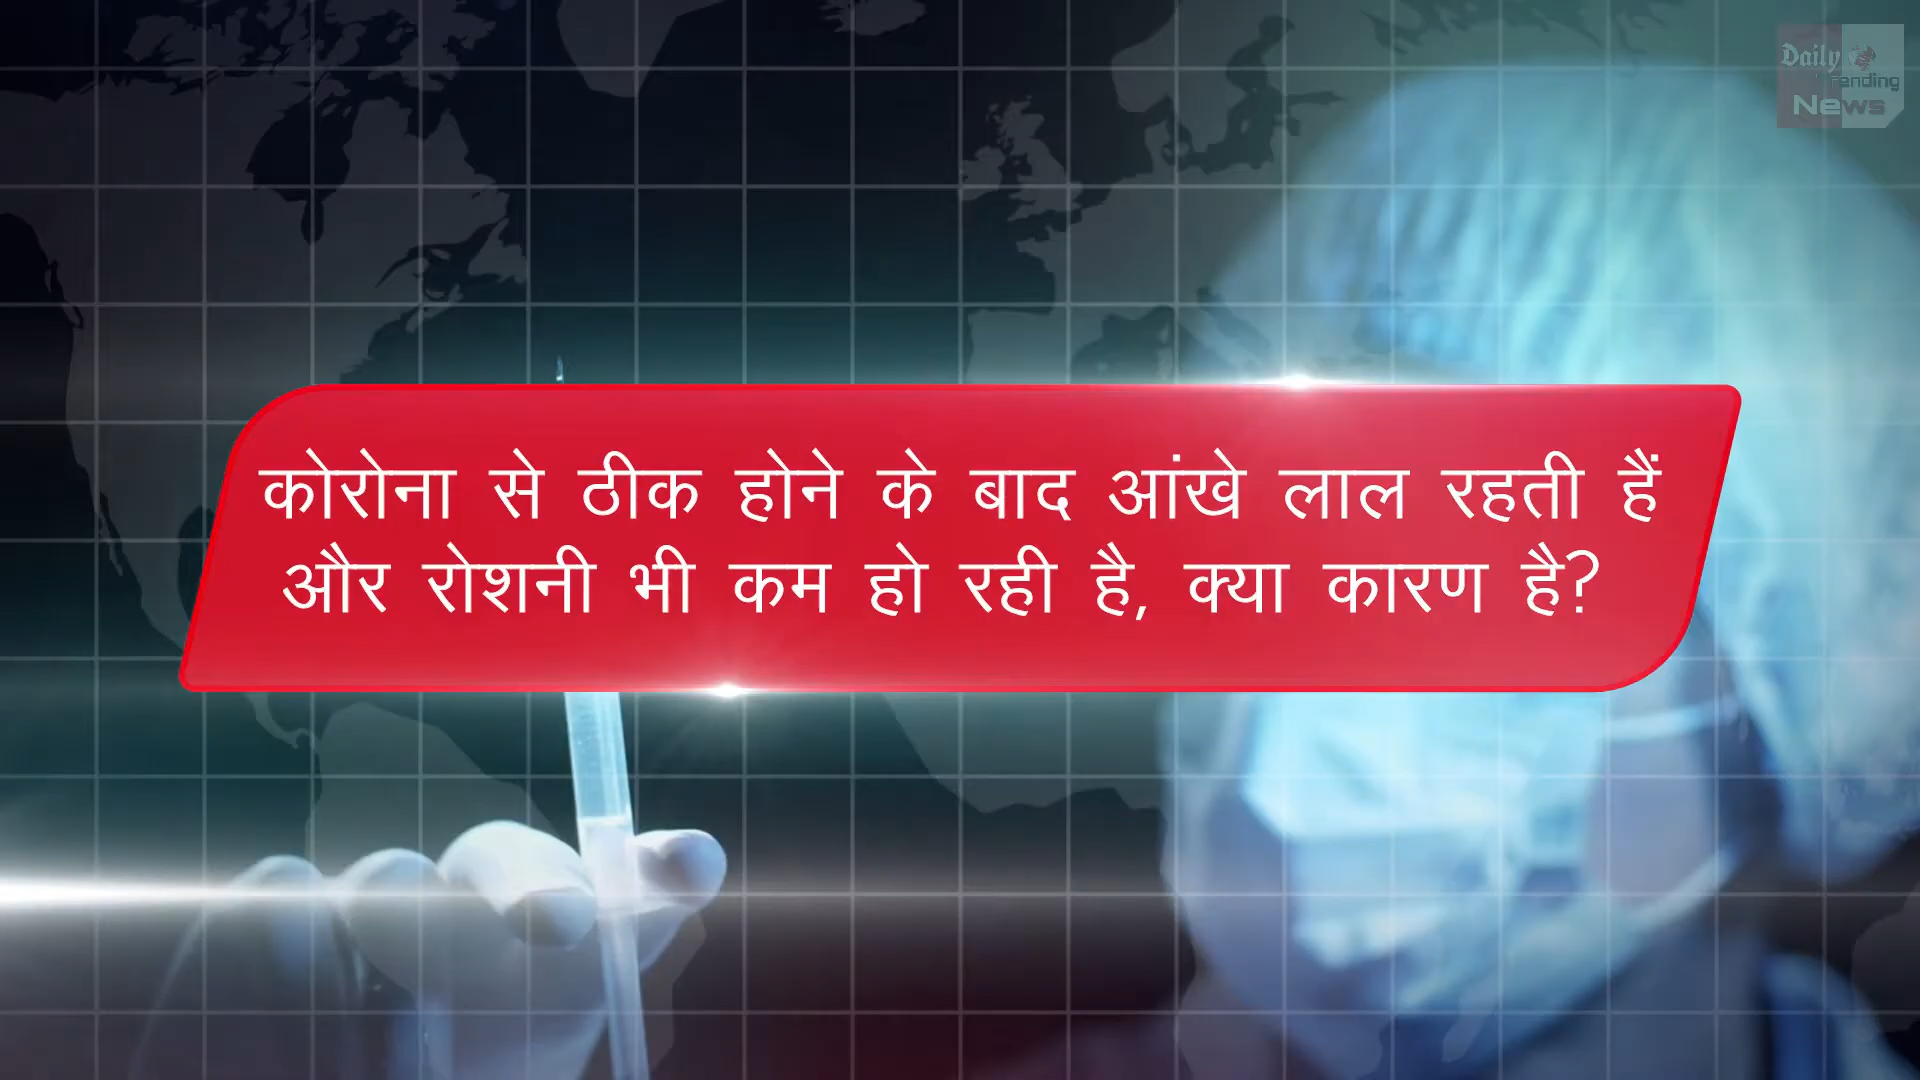 Daily
Trending
News
कोरोना से ठीक होने के बाद आंखे लाल रहती हैं
और रोशनी भी कम हो रही है, क्या कारण है?